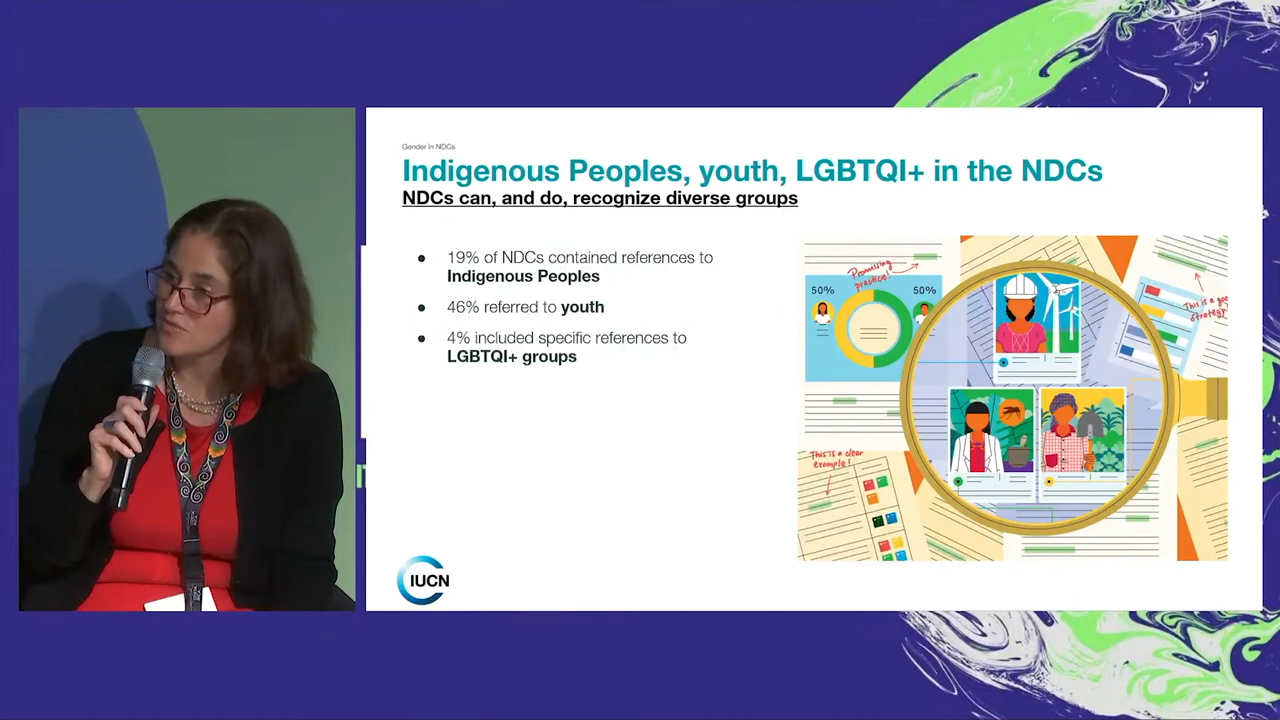 Gender in NDCs
Indigenous Peoples, youth, LGBTQI+ in the NDCs
NDCs can, and do, recognize diverse groups
● 19% of NDCs contained references to
Indigenous Peoples
● 46% referred to youth
● 4% included specific references to
LGBTQI+ groups
Promising
practice!
50%
50%
This is a
This is a clear
example!
IUCN